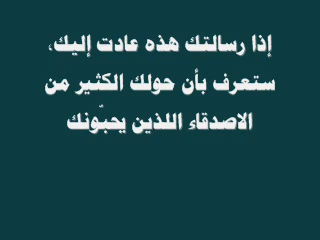 إذا رسالتك هذه عادت إليك،
ستعرف بأن حولك الكثير من
الاصدقاء اللذين يحبّونك